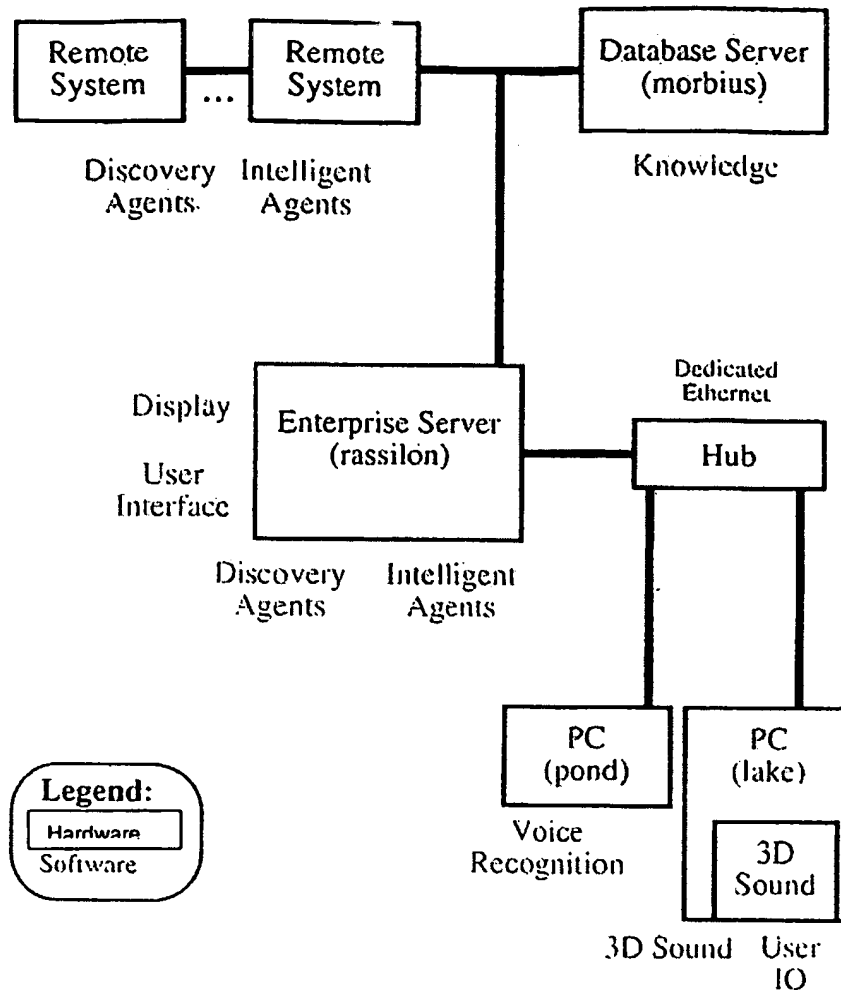 Remote
System
...
Remote
System
Database Server
(morbius)
Discovery
Agents
Intelligent
Agents
Knowledge
Display
User
Interface
Enterprise Server
(rassilon)
Dedicated
Ethernet
Hub
Discovery
Agents
Intelligent
Agents
PC
(pond)
PC
(lake)
Voice
Recognition
3D
Sound
3D Sound
User
IO
Legend:
Hardware
Software